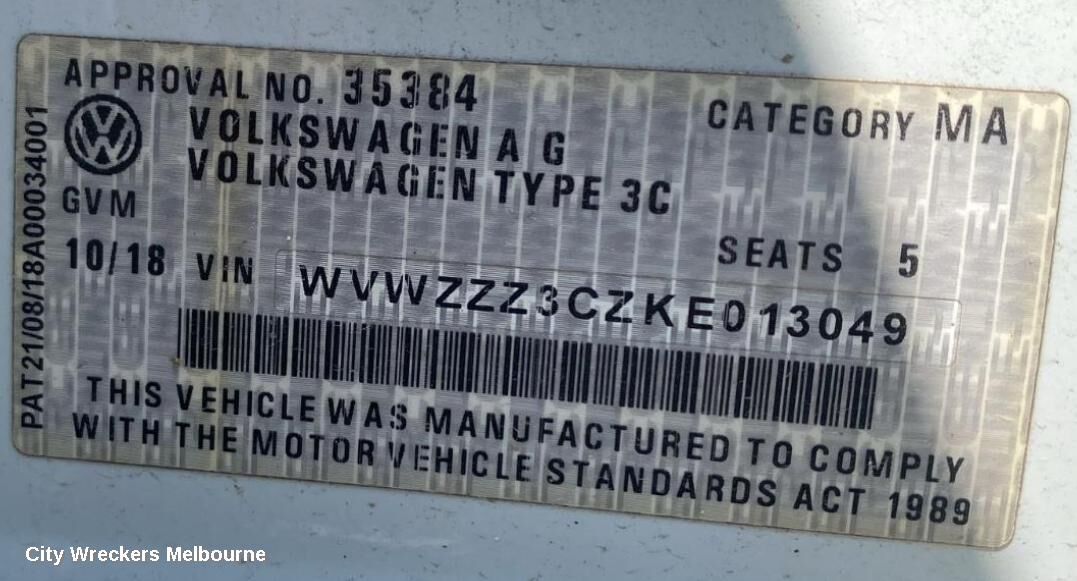 APPROVAL NO. 35384
CATEGORY MA
VOLKSWAGEN AG
VOLKSWAGEN TYPE 3C
GVM
SEATS 5
10/18 VIN WVWZZZ3CZKE013049
THIS VEHICLE WAS MANUFACTURED TO COMPLY
WITH THE MOTOR VEHICLE STANDARDS ACT 1989
PAT21/08/18A00034001
City Wreckers Melbourne